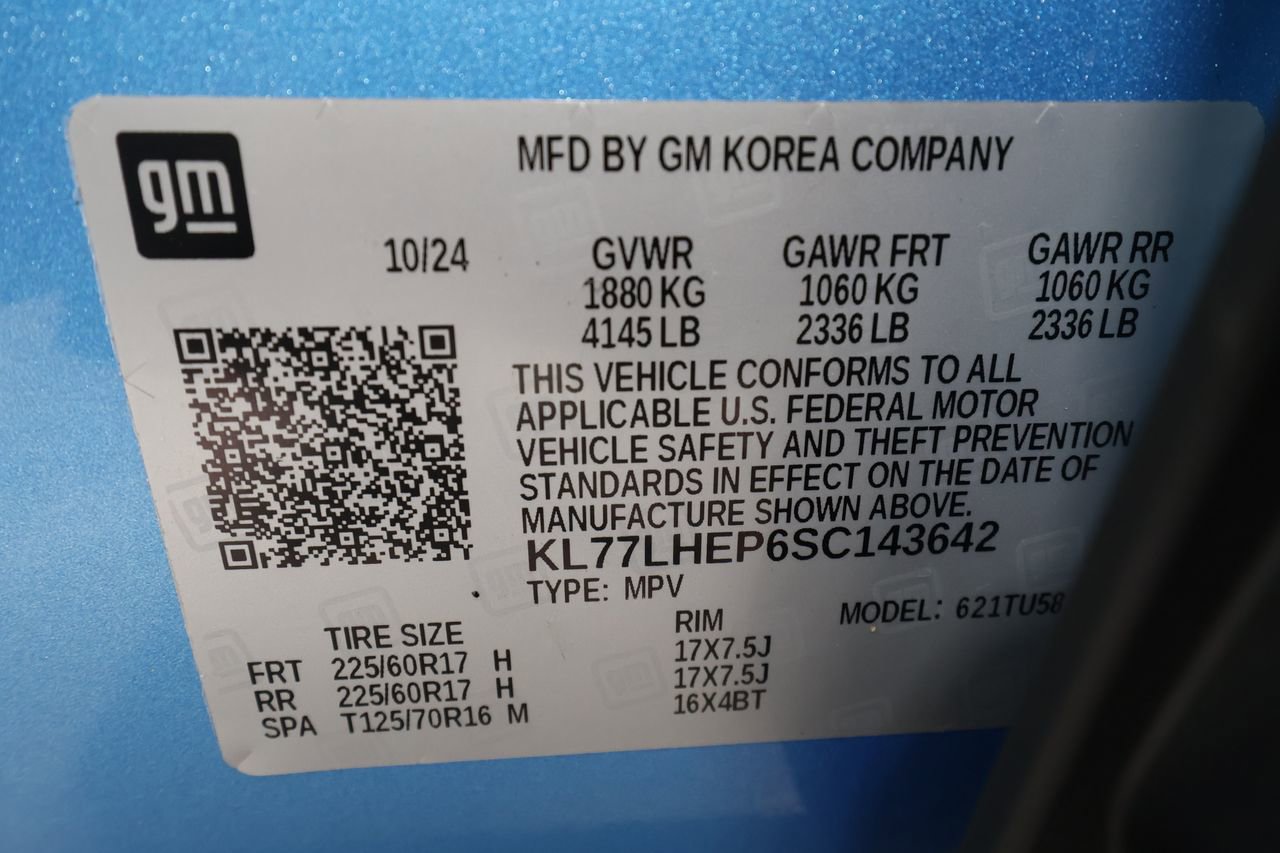 gm
MFD BY GM KOREA COMPANY
10/24 GVWR GAWR FRT GAWR RR
1880 KG 1060 KG 1060 KG
4145 LB 2336 LB 2336 LB
THIS VEHICLE CONFORMS TO ALL
APPLICABLE U.S. FEDERAL MOTOR
VEHICLE SAFETY AND THEFT PREVENTION
STANDARDS IN EFFECT ON THE DATE OF
MANUFACTURE SHOWN ABOVE.
KL77LHEP6SC143642
TYPE: MPV
MODEL: 621TU58
TIRE SIZE RIM
FRT 225/60R17 H 17X7.5J
RR 225/60R17 H 17X7.5J
SPA T125/70R16 M 16X4BT